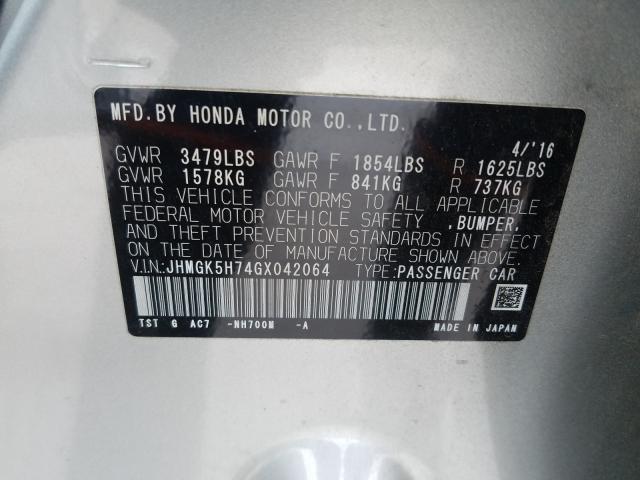 MFD.BY HONDA MOTOR CO.,LTD.
4/'16
GVWR 3479LBS GAWR F 1854LBS R 1625LBS
GVWR 1578KG GAWR F 841KG R 737KG
THIS VEHICLE CONFORMS TO ALL APPLICABLE
FEDERAL MOTOR VEHICLE SAFETY ,BUMPER,
AND THEFT PREVENTION STANDARDS IN EFFECT
ON THE DATE OF MANUFACTURE SHOWN ABOVE.
V.I.N.:JHMGK5H74GX042064 TYPE:PASSENGER CAR
TST G AC7 -NH700M -A MADE IN JAPAN